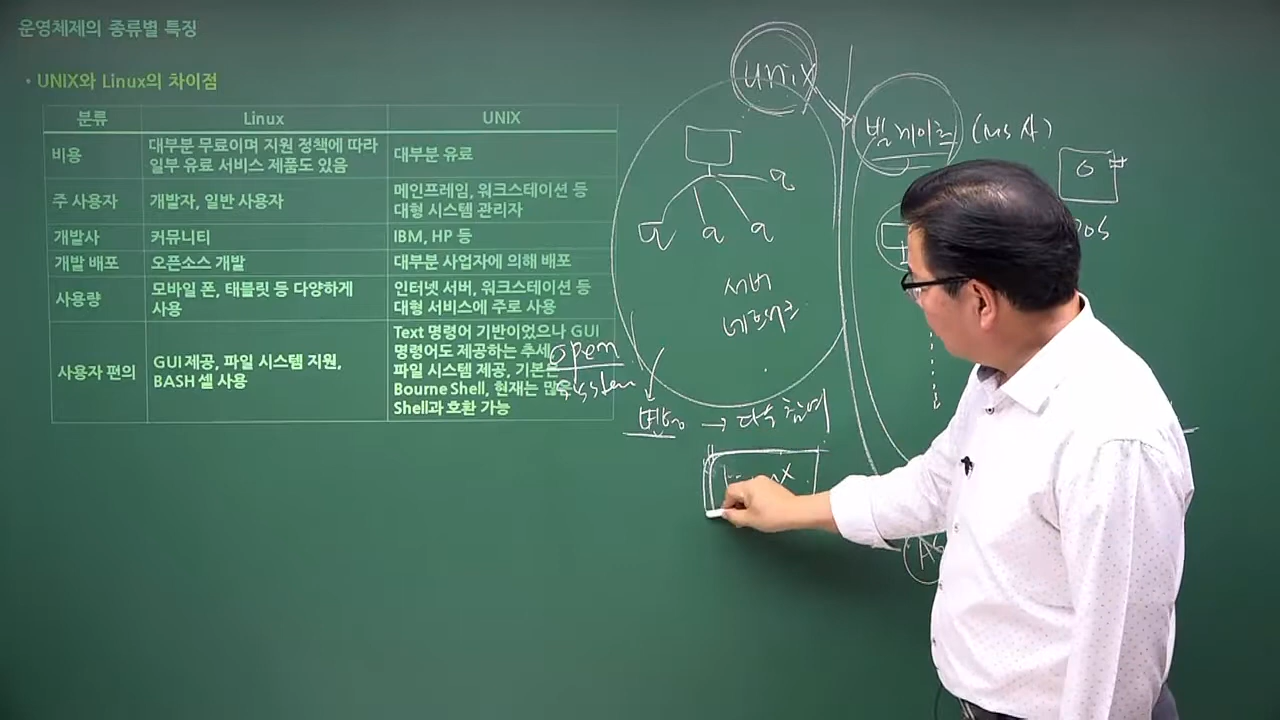 운영체제의 종류별 특징
• UNIX와 Linux의 차이점
분류 Linux UNIX
비용 대부분 무료이며 지원 정책에 따라 일부 유료 서비스 제품도 있음 대부분 유료
주 사용자 개발자, 일반 사용자 메인프레임, 워크스테이션 등 대형 시스템 관리자
개발사 커뮤니티 IBM, HP 등
개발 배포 오픈소스 개발 대부분 사업자에 의해 배포
사용량 모바일 폰, 태블릿 등 다양하게 사용 인터넷 서버, 워크스테이션 등 대형 서비스에 주로 사용
사용자 편의 GUI 제공, 파일 시스템 지원, BASH 셸 사용 Text 명령어 기반이었으나 GUI 명령어도 제공하는 추세 파일 시스템 제공, 기본은 Bourne Shell, 현재는 많은 Shell과 호환 가능
unix
빌게이츠 (MS 사)
서버
네트워크
open
system
→ 다수 참여